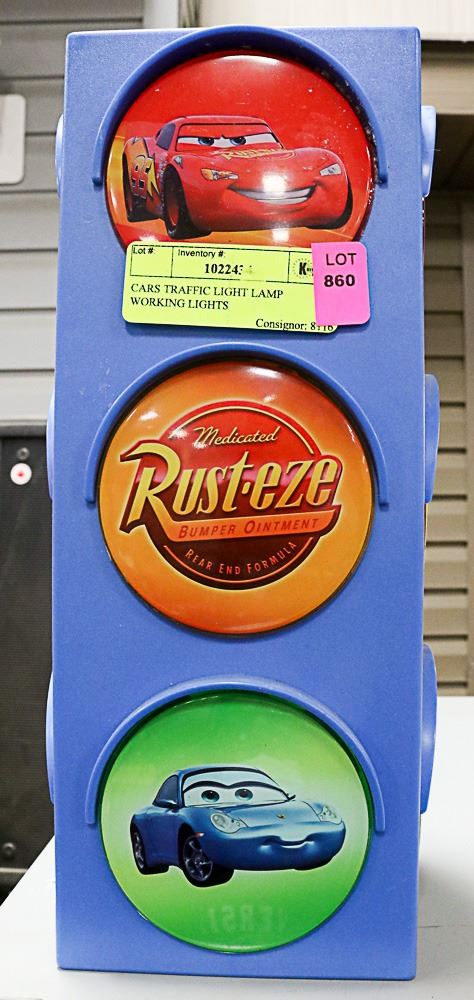 Lot #:
Inventory #:
LOT
860
CARS TRAFFIC LIGHT LAMP
WORKING LIGHTS
Consignor: 8116
Medicated
Rust-eze
BUMPER OINTMENT
REAR END FORMULA